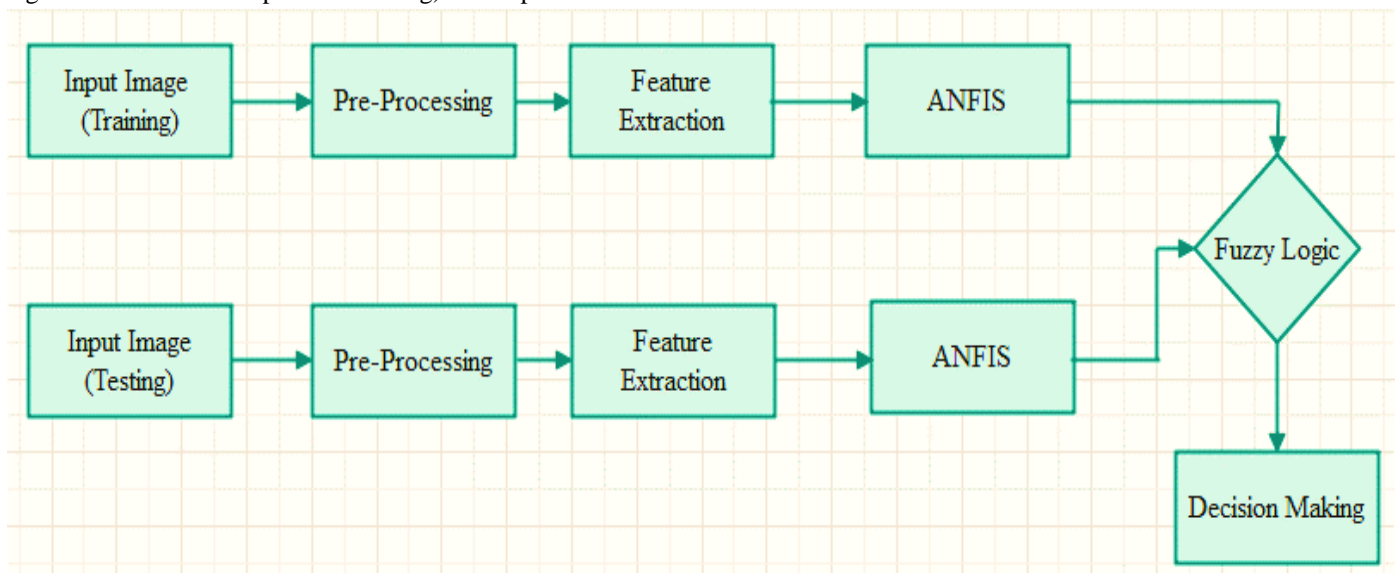 Input Image
(Training)
Pre-Processing
Feature
Extraction
ANFIS
Fuzzy Logic
Input Image
(Testing)
Pre-Processing
Feature
Extraction
ANFIS
Decision Making